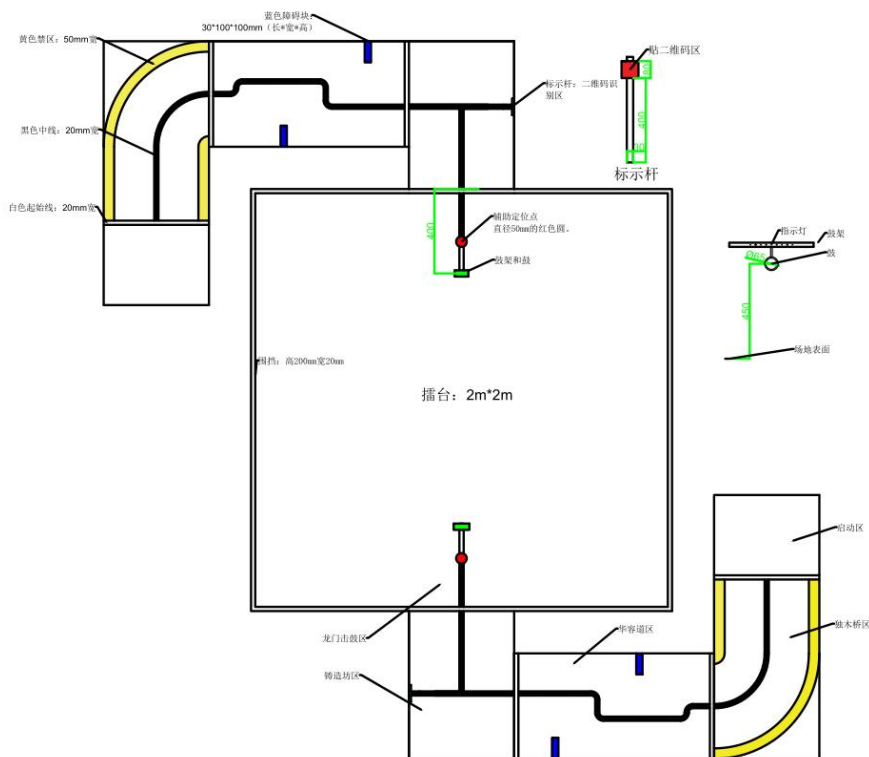 蓝色障碍块:
30*100*100mm（长*宽*高）
黄色禁区：50mm宽
贴二维码区
标示杆：二维码识
别区
80
400
黑色中线：20mm宽
标示杆
白色起始线：20mm宽
辅助定位点
直径50mm的红色圆。
400
指示灯
鼓架
鼓架和鼓
Ø65
鼓
450
场地表面
围挡：高200mm宽20mm
擂台：2m*2m
启动区
龙门击鼓区
华容道区
独木桥区
铸造坊区